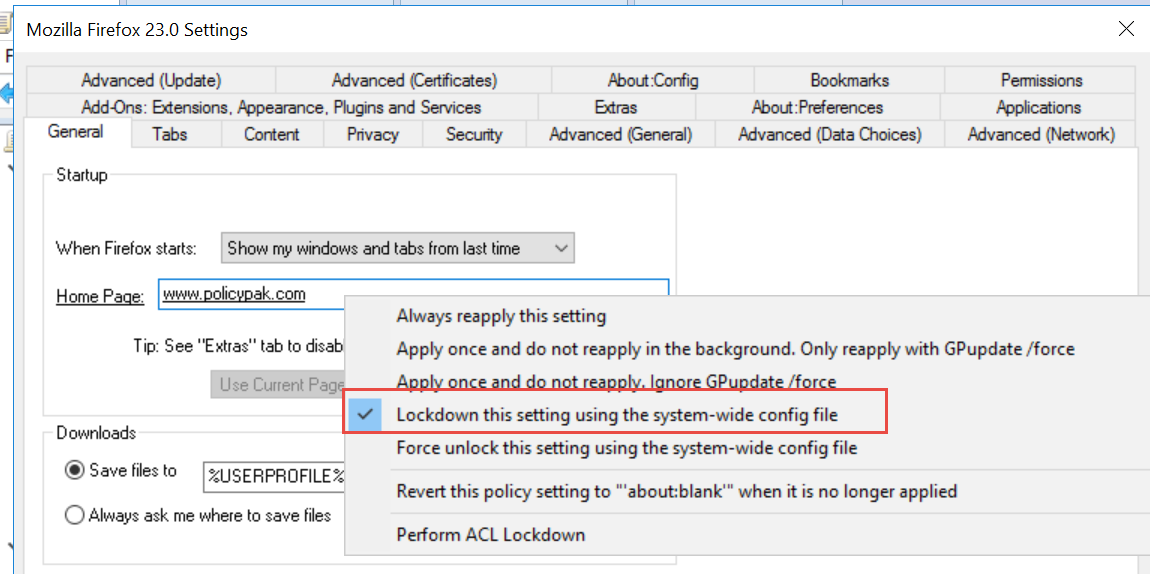 Mozilla Firefox 23.0 Settings
Advanced (Update) Advanced (Certificates) About:Config Bookmarks Permissions
Add-Ons: Extensions, Appearance, Plugins and Services Extras About:Preferences Applications
General Tabs Content Privacy Security Advanced (General) Advanced (Data Choices) Advanced (Network)
Startup
When Firefox starts: Show my windows and tabs from last time
Home Page: www.policypak.com
Always reapply this setting
Tip: See "Extras" tab to
Apply once and do not reapply in the background. Only reapply with GPupdate /force
Use Current Page
Apply once and do not reapply. Ignore GPupdate /force
Lockdown this setting using the system-wide config file
Downloads
Force unlock this setting using the system-wide config file
Save files to %USERPROFILE%
Revert this policy setting to "'about:blank'" when it is no longer applied
Always ask me where to save files
Perform ACL Lockdown